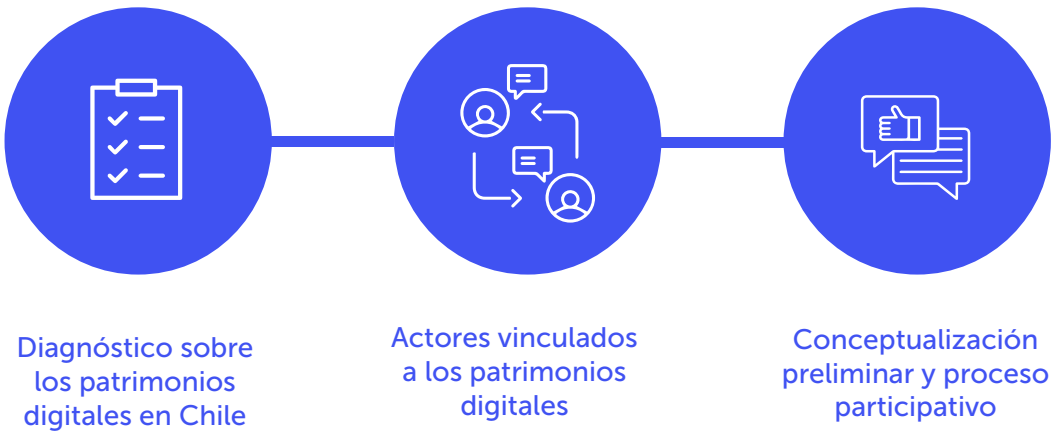 Diagnóstico sobre
los patrimonios
digitales en Chile
Actores vinculados
a los patrimonios
digitales
Conceptualización
preliminar y proceso
participativo